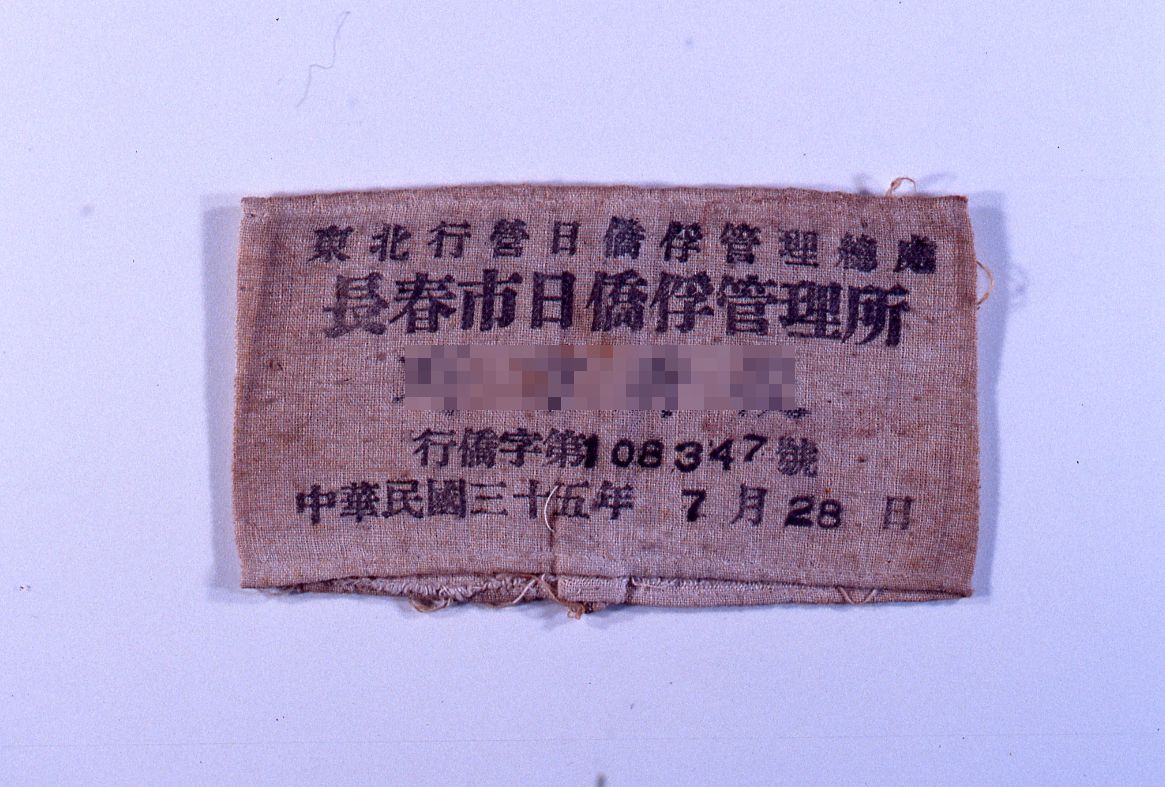 東北行營日僑俘管理總處
長春市日僑俘管理所
行僑字第108347號
中華民國三十五年 7月28日